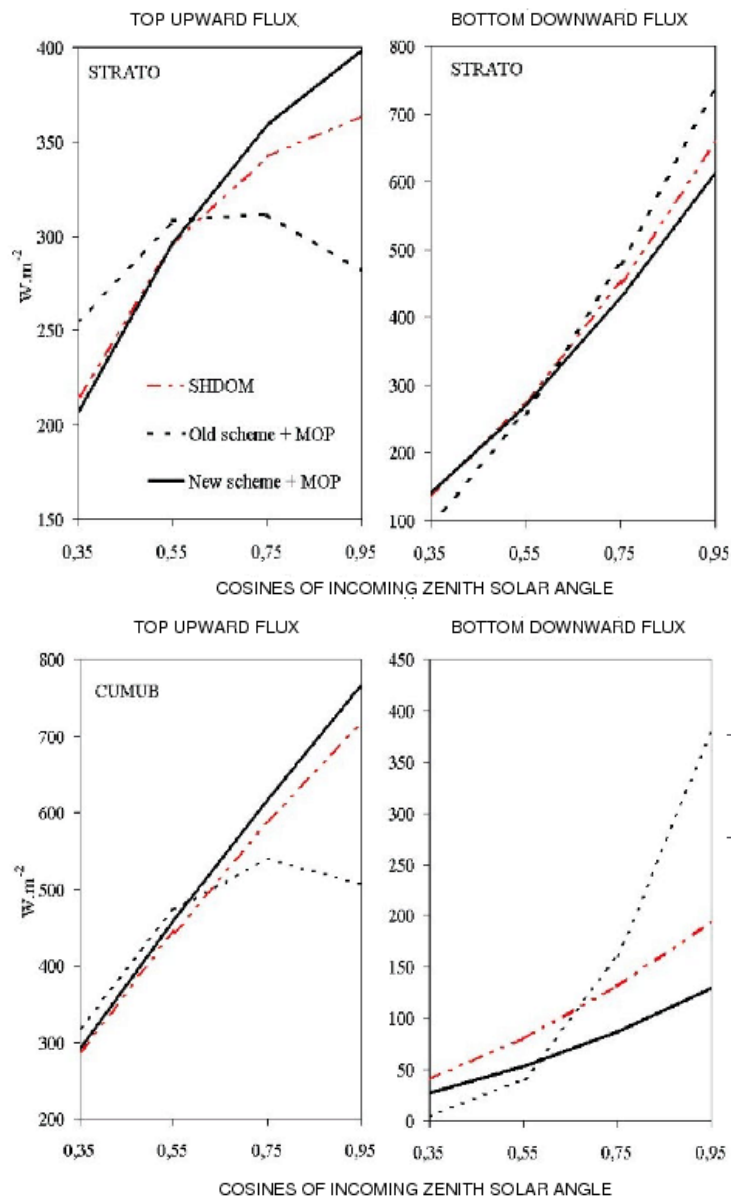 TOP UPWARD FLUX
BOTTOM DOWNWARD FLUX
400
350
300
250
200
150
W.m-2
STRATO
SHDOM
Old scheme + MOP
New scheme + MOP
0,35 0,55 0,75 0,95
800
700
600
500
400
300
200
100
STRATO
0,35 0,55 0,75 0,95
COSINES OF INCOMING ZENITH SOLAR ANGLE
TOP UPWARD FLUX
BOTTOM DOWNWARD FLUX
800
700
600
500
400
300
200
W.m-2
CUMUB
0,35 0,55 0,75 0,95
450
400
350
300
250
200
150
100
50
0
0,35 0,55 0,75 0,95
COSINES OF INCOMING ZENITH SOLAR ANGLE